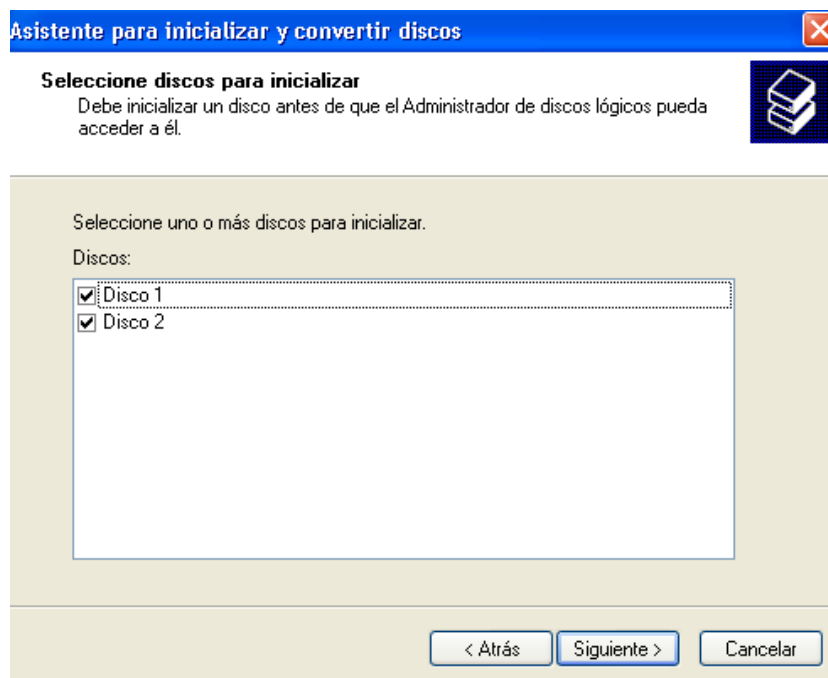 Asistente para inicializar y convertir discos
Seleccione discos para inicializar
Debe inicializar un disco antes de que el Administrador de discos lógicos pueda
acceder a él.
Seleccione uno o más discos para inicializar.
Discos:
Disco 1
Disco 2
< Atrás
Siguiente >
Cancelar